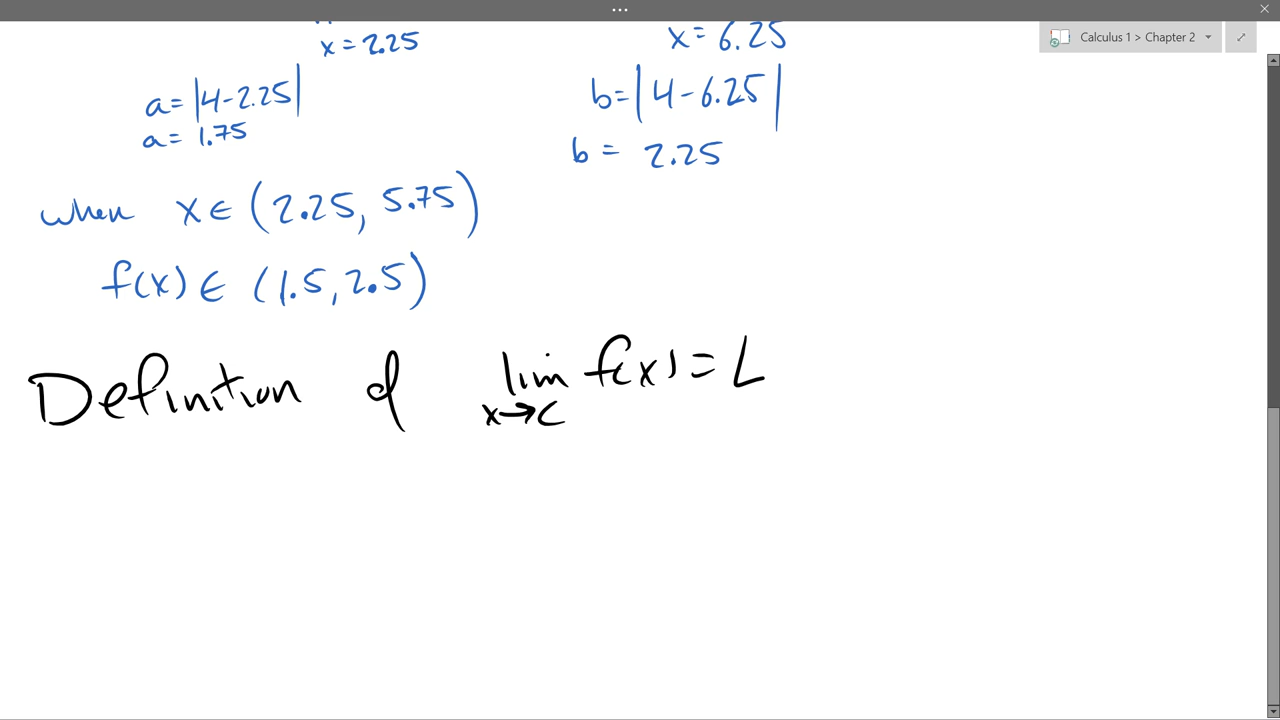 ...
Calculus 1 > Chapter 2
x = 2.25
x = 6.25
a = |4-2.25|
b = |4-6.25|
a = 1.75
b = 2.25
when x ∈ (2.25, 5.75)
f(x) ∈ (1.5, 2.5)
Definition of lim f(x) = L
x→c